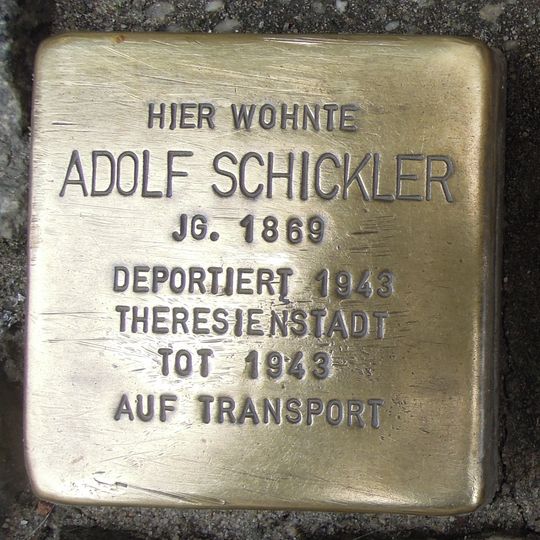 HIER WOHNTE
ADOLF SCHICKLER
JG. 1869
DEPORTIERT 1943
THERESIENSTADT
TOT 1943
AUF TRANSPORT